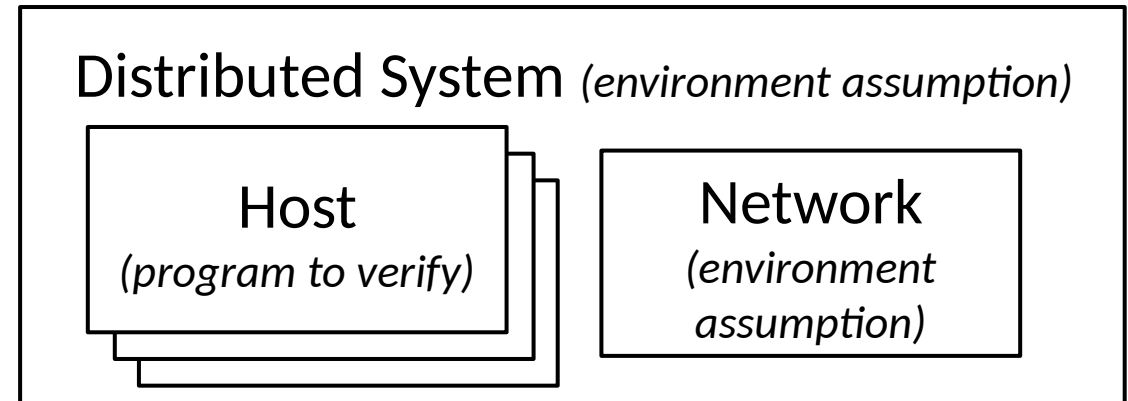 Distributed System (environment assumption)
Host
(program to verify)
Network
(environment
assumption)